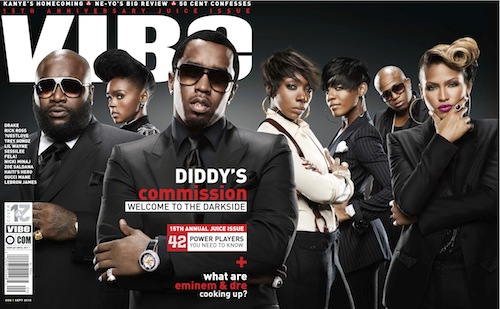 KANYE'S HOMECOMING + NE-YO'S BIG REVIEW + 50 CENT CONFESSES
15TH ANNIVERSARY JUICE ISSUE
VIBE
DRAKE
RICK ROSS
?UESTLOVE
TREY SONGZ
LIL WAYNE
SESSILEE
FELA!
NICKI MINAJ
ZOE SALDANA
HAITI'S HERO
GUCCI MANE
LEBRON JAMES
VIBE
.COM
DIDDY'S
commission
WELCOME TO THE DARKSIDE
15TH ANNUAL JUICE ISSUE
42 POWER PLAYERS
YOU NEED TO KNOW
+
what are
eminem & dre
cooking up?